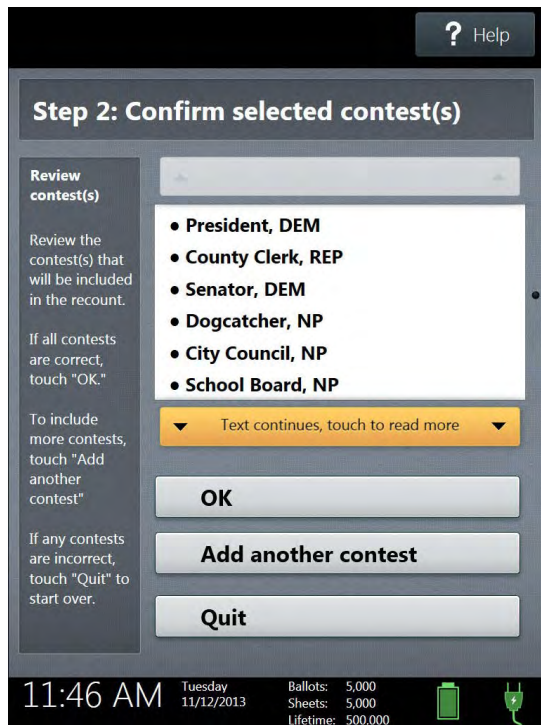 ? Help
Step 2: Confirm selected contest(s)
Review
contest(s)
Review the
contest(s) that
will be included
in the recount.
If all contests
are correct,
touch "OK."
To include
more contests,
touch "Add
another
contest"
If any contests
are incorrect,
touch "Quit" to
start over.
• President, DEM
• County Clerk, REP
• Senator, DEM
• Dogcatcher, NP
• City Council, NP
• School Board, NP
Text continues, touch to read more
OK
Add another contest
Quit
11:46 AM
Tuesday
11/12/2013
Ballots: 5,000
Sheets: 5,000
Lifetime: 500,000